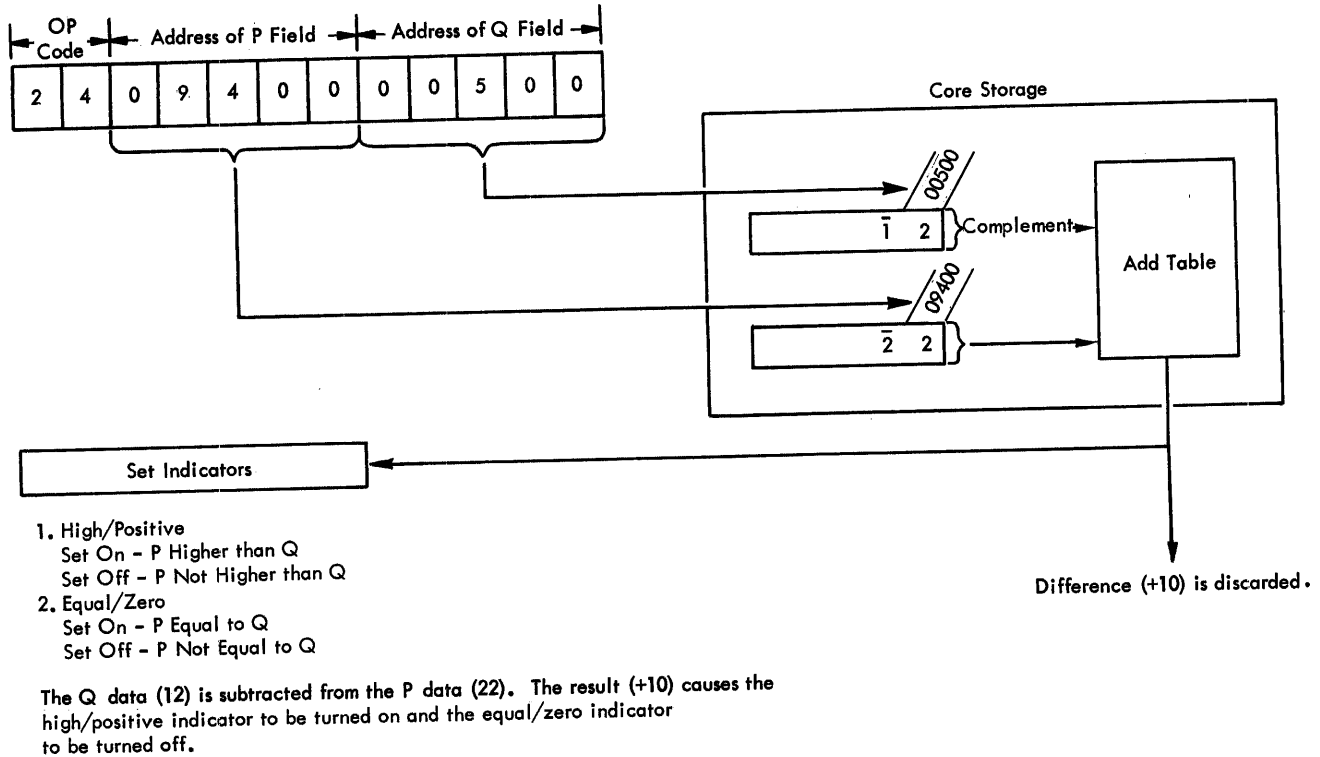 OP
Code
Address of P Field
Address of Q Field
2 4 0 9 4 0 0 0 0 5 0 0
Core Storage
00500
1̅ 2
Complement
Add Table
09400
2̅ 2
Set Indicators
1. High/Positive
Set On - P Higher than Q
Set Off - P Not Higher than Q
2. Equal/Zero
Set On - P Equal to Q
Set Off - P Not Equal to Q
Difference (+10) is discarded.
The Q data (12) is subtracted from the P data (22). The result (+10) causes the
high/positive indicator to be turned on and the equal/zero indicator
to be turned off.